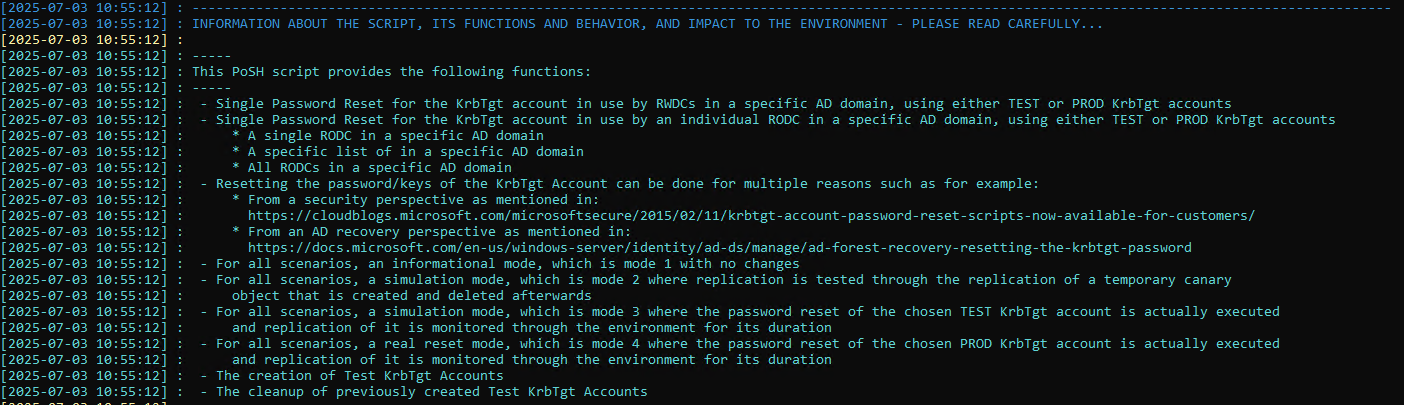 [2025-07-03 10:55:12] : ------------------------------------------------------------------------------------------------------------------------------------------------------
[2025-07-03 10:55:12] : INFORMATION ABOUT THE SCRIPT, ITS FUNCTIONS AND BEHAVIOR, AND IMPACT TO THE ENVIRONMENT - PLEASE READ CAREFULLY...
[2025-07-03 10:55:12] :
[2025-07-03 10:55:12] : -----
[2025-07-03 10:55:12] : This PoSH script provides the following functions:
[2025-07-03 10:55:12] : -----
[2025-07-03 10:55:12] :  - Single Password Reset for the KrbTgt account in use by RWDCs in a specific AD domain, using either TEST or PROD KrbTgt accounts
[2025-07-03 10:55:12] :  - Single Password Reset for the KrbTgt account in use by an individual RODC in a specific AD domain, using either TEST or PROD KrbTgt accounts
[2025-07-03 10:55:12] :      * A single RODC in a specific AD domain
[2025-07-03 10:55:12] :      * A specific list of in a specific AD domain
[2025-07-03 10:55:12] :      * All RODCs in a specific AD domain
[2025-07-03 10:55:12] :  - Resetting the password/keys of the KrbTgt Account can be done for multiple reasons such as for example:
[2025-07-03 10:55:12] :      * From a security perspective as mentioned in:
[2025-07-03 10:55:12] :        https://cloudblogs.microsoft.com/microsoftsecure/2015/02/11/krbtgt-account-password-reset-scripts-now-available-for-customers/
[2025-07-03 10:55:12] :      * From an AD recovery perspective as mentioned in:
[2025-07-03 10:55:12] :        https://docs.microsoft.com/en-us/windows-server/identity/ad-ds/manage/ad-forest-recovery-resetting-the-krbtgt-password
[2025-07-03 10:55:12] :  - For all scenarios, an informational mode, which is mode 1 with no changes
[2025-07-03 10:55:12] :  - For all scenarios, a simulation mode, which is mode 2 where replication is tested through the replication of a temporary canary
[2025-07-03 10:55:12] :      object that is created and deleted afterwards
[2025-07-03 10:55:12] :  - For all scenarios, a simulation mode, which is mode 3 where the password reset of the chosen TEST KrbTgt account is actually executed
[2025-07-03 10:55:12] :      and replication of it is monitored through the environment for its duration
[2025-07-03 10:55:12] :  - For all scenarios, a real reset mode, which is mode 4 where the password reset of the chosen PROD KrbTgt account is actually executed
[2025-07-03 10:55:12] :      and replication of it is monitored through the environment for its duration
[2025-07-03 10:55:12] :  - The creation of Test KrbTgt Accounts
[2025-07-03 10:55:12] :  - The cleanup of previously created Test KrbTgt Accounts